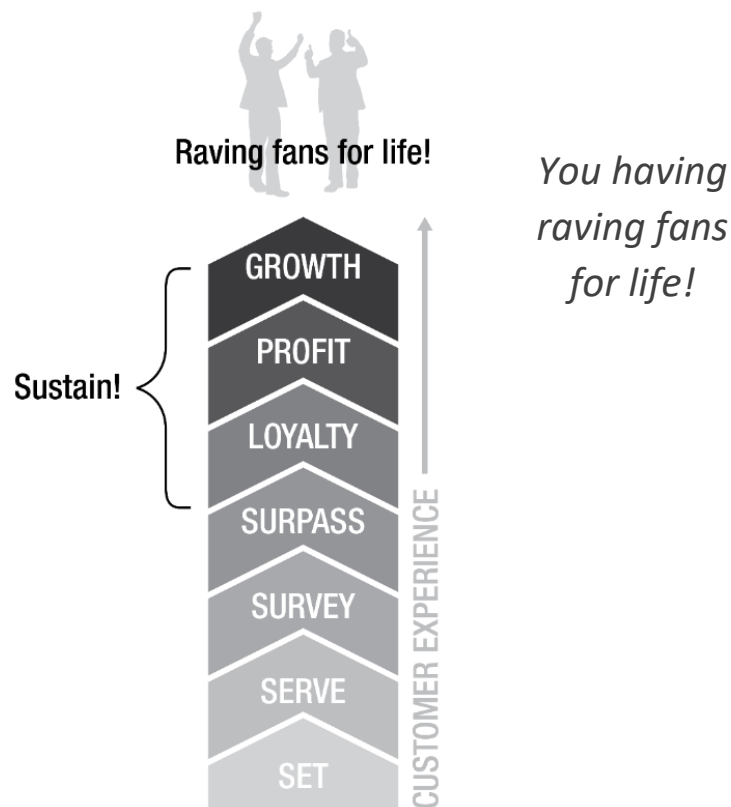 Raving fans for life!
You having
raving fans
for life!
GROWTH
PROFIT
Sustain!
LOYALTY
SURPASS
SURVEY
SERVE
SET
CUSTOMER EXPERIENCE